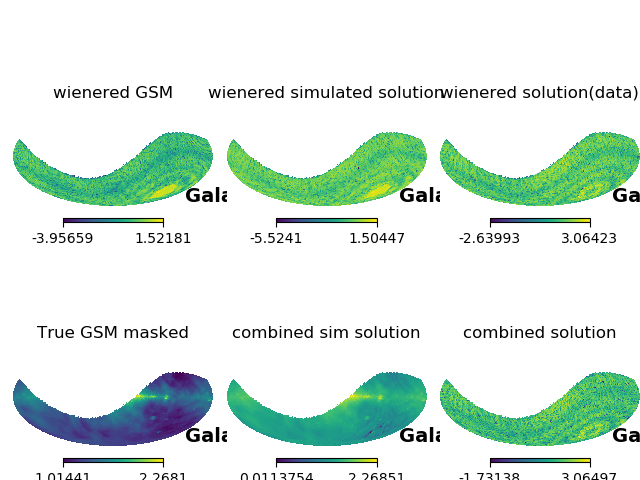 wienered GSM wienered simulated solution wienered solution(data)
Gala Gala Ga
-3.95659 1.52181 -5.5241 1.50447 -2.63993 3.06423
True GSM masked combined sim solution combined solution
Gala Gala Ga
1.01441 2.2681 0.0113754 2.26851 -1.73138 3.06497